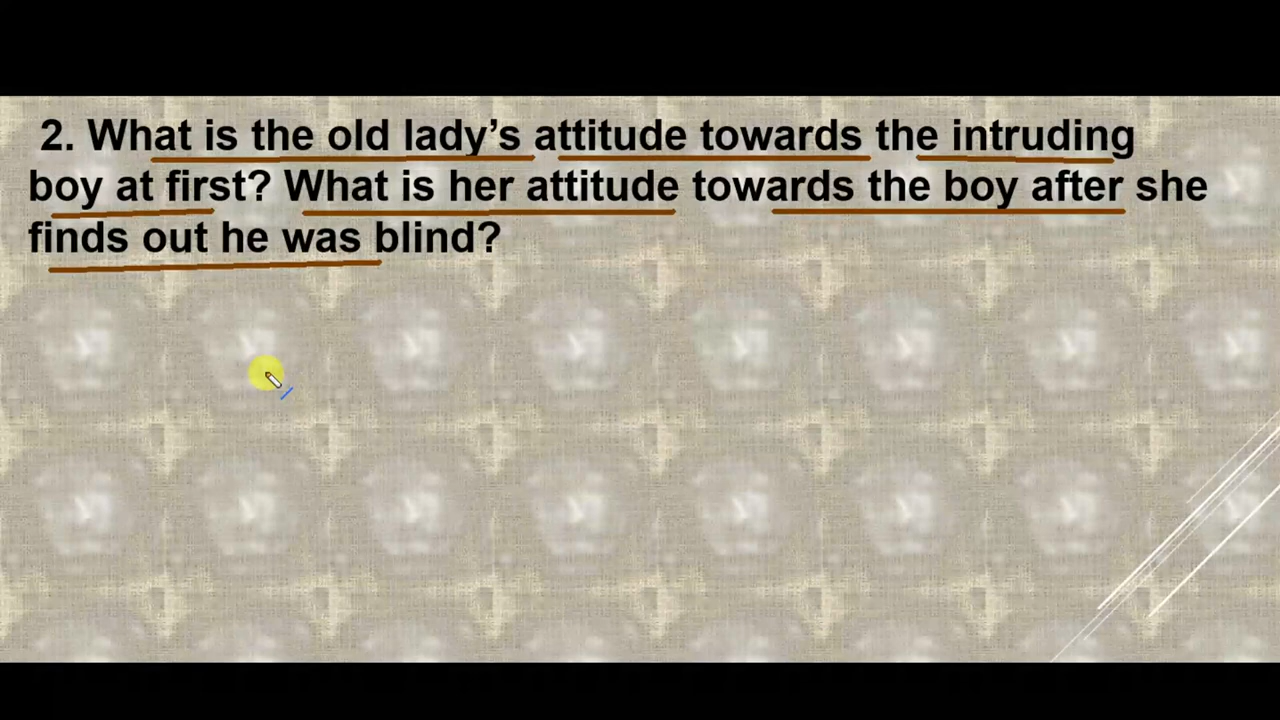 2. What is the old lady’s attitude towards the intruding
boy at first? What is her attitude towards the boy after she
finds out he was blind?